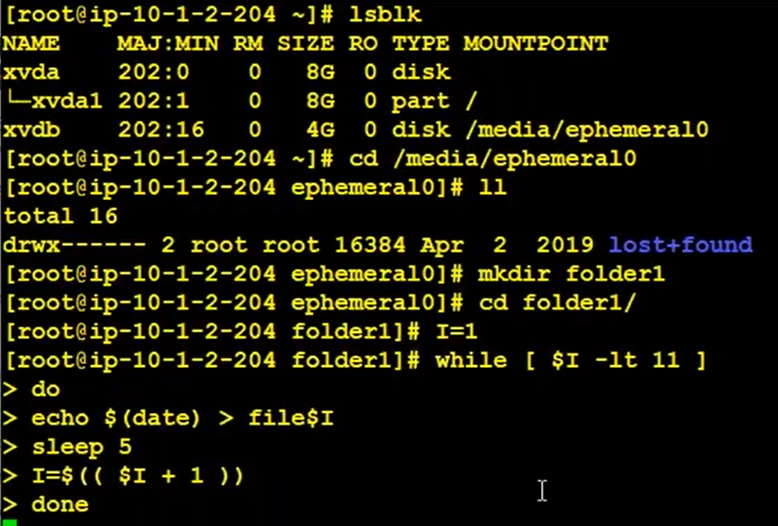 [root@ip-10-1-2-204 ~]# lsblk
NAME    MAJ:MIN RM SIZE RO TYPE MOUNTPOINT
xvda    202:0    0   8G  0 disk
└─xvda1 202:1    0   8G  0 part /
xvdb    202:16   0   4G  0 disk /media/ephemeral0
[root@ip-10-1-2-204 ~]# cd /media/ephemeral0
[root@ip-10-1-2-204 ephemeral0]# ll
total 16
drwx------ 2 root root 16384 Apr  2  2019 lost+found
[root@ip-10-1-2-204 ephemeral0]# mkdir folder1
[root@ip-10-1-2-204 ephemeral0]# cd folder1/
[root@ip-10-1-2-204 folder1]# I=1
[root@ip-10-1-2-204 folder1]# while [ $I -lt 11 ]
> do
> echo $(date) > file$I
> sleep 5
> I=$(( $I + 1 ))
> done